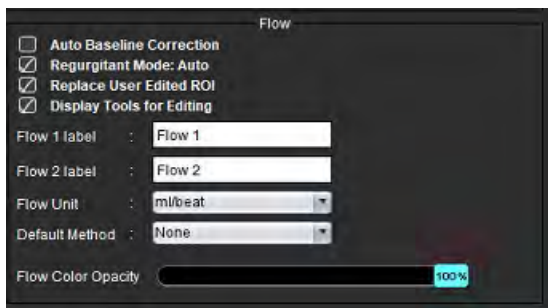 Flow
Auto Baseline Correction
Regurgitant Mode: Auto
Replace User Edited ROI
Display Tools for Editing
Flow 1 label : Flow 1
Flow 2 label : Flow 2
Flow Unit : ml/beat
Default Method : None
Flow Color Opacity 100%